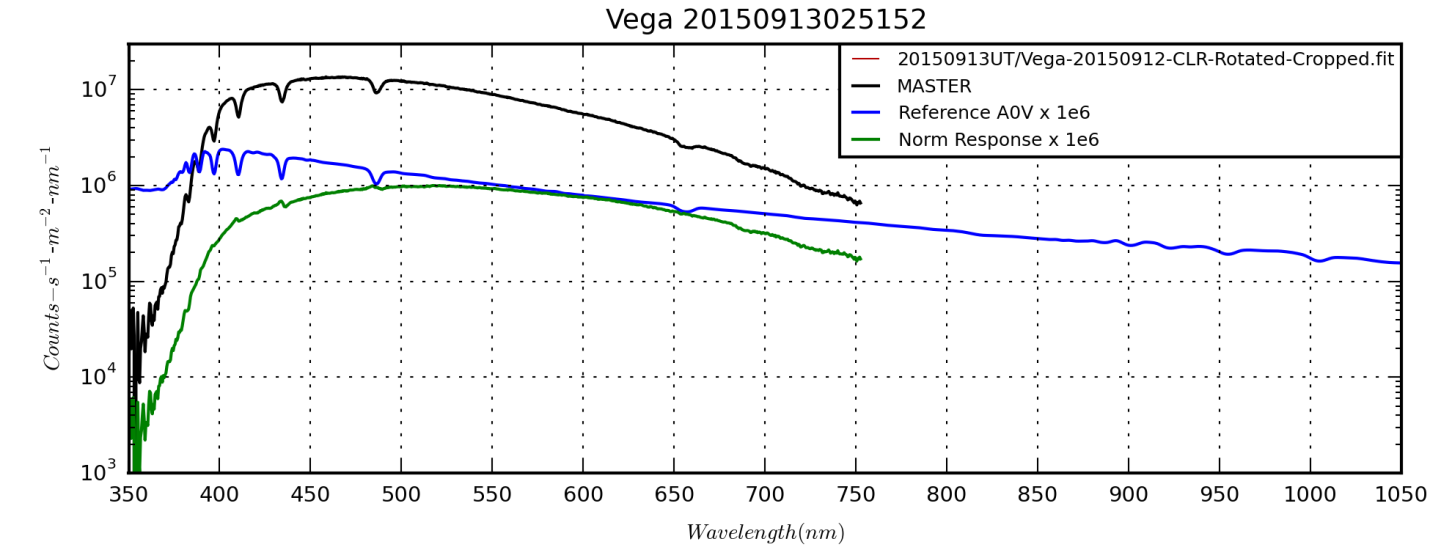 Vega 20150913025152
20150913UT/Vega-20150912-CLR-Rotated-Cropped.fit
MASTER
Reference A0V x 1e6
Norm Response x 1e6
Counts−s⁻¹-m⁻²-nm⁻¹
10⁷
10⁶
10⁵
10⁴
10³
350 400 450 500 550 600 650 700 750 800 850 900 950 1000 1050
Wavelength(nm)